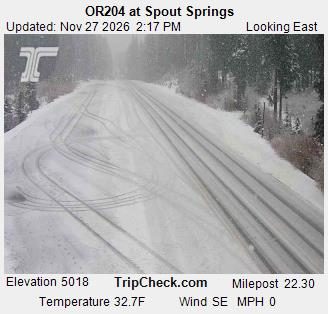 OR204 at Spout Springs
Updated: Nov 27 2026 2:17 PM Looking East
Elevation 5018 TripCheck.com Milepost 22.30
Temperature 32.7F Wind SE MPH 0